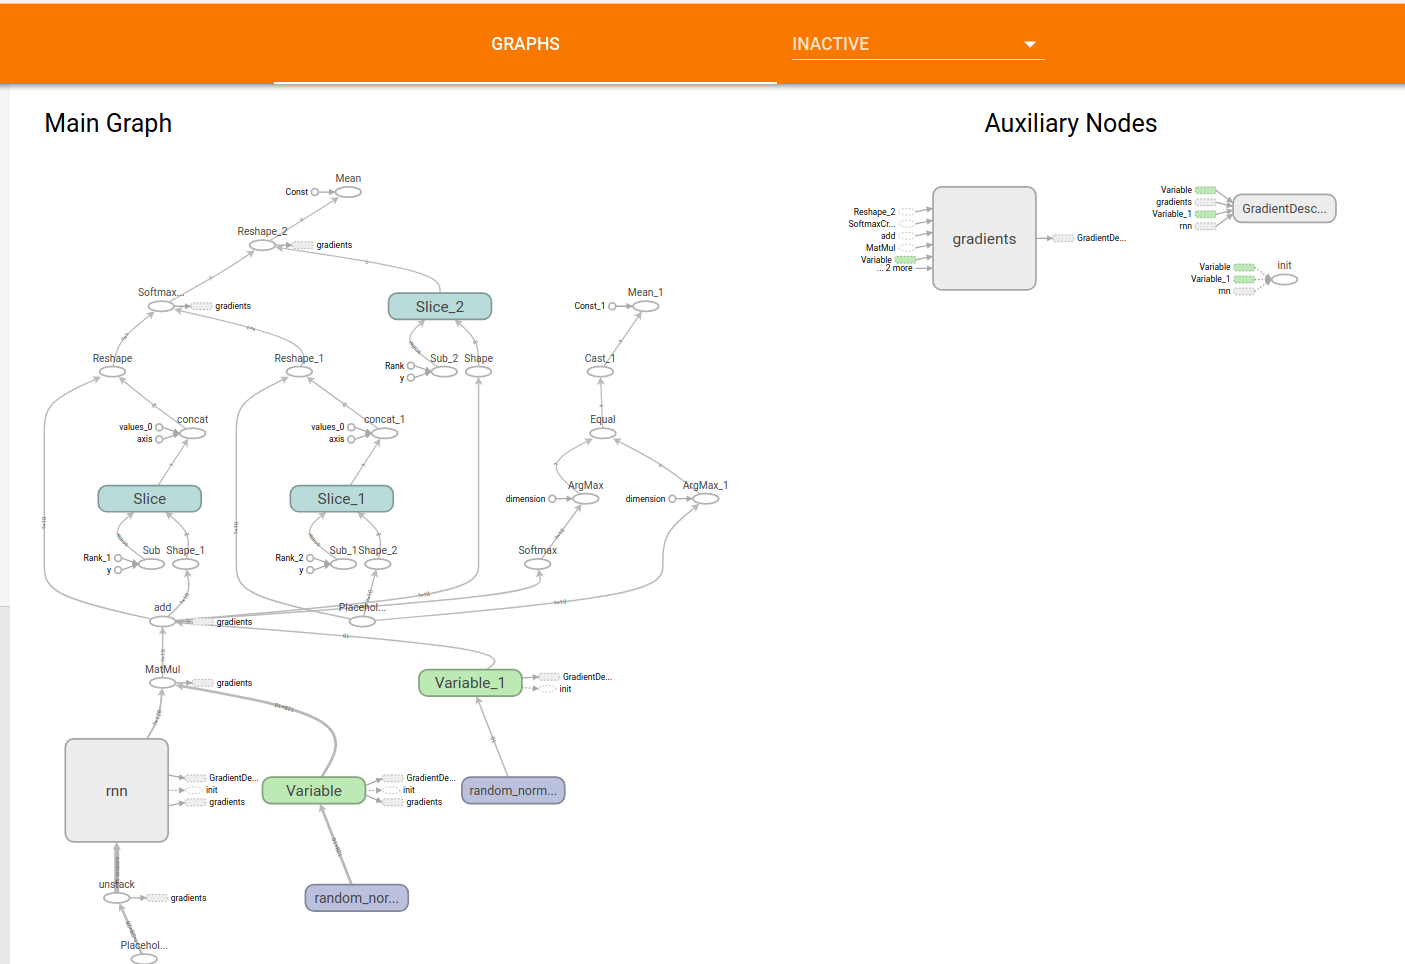 GRAPHS
INACTIVE
Main Graph
Auxiliary Nodes
Mean
Const
Reshape_2
gradients
Softmax...
gradients
Slice_2
Mean_1
Const_1
Reshape
Reshape_1
Rank
y
Sub_2
Shape
Cast_1
values_0
axis
concat
values_0
axis
concat_1
Equal
Slice
Slice_1
dimension
ArgMax
dimension
ArgMax_1
Rank_1
y
Sub
Shape_1
Rank_2
y
Sub_1
Shape_2
Softmax
add
gradients
Placehol...
MatMul
gradients
Variable_1
GradientDe...
init
rnn
GradientDe...
init
gradients
Variable
GradientDe...
init
gradients
random_norm...
unstack
gradients
random_nor...
Placehol...
Reshape_2
SoftmaxCr...
add
MatMul
Variable
... 2 more
gradients
GradientDe...
Variable
gradients
Variable_1
rnn
GradientDesc...
Variable
Variable_1
rnn
init